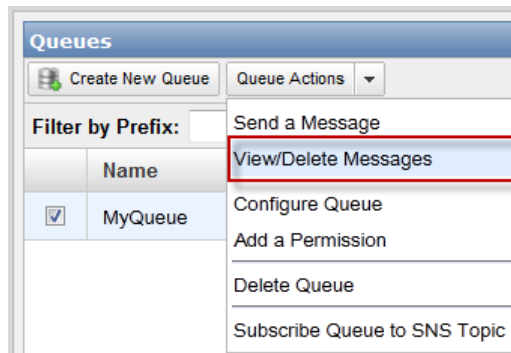 Queues
Create New Queue
Queue Actions
Filter by Prefix:
Send a Message
View/Delete Messages
Name
MyQueue
Configure Queue
Add a Permission
Delete Queue
Subscribe Queue to SNS Topic